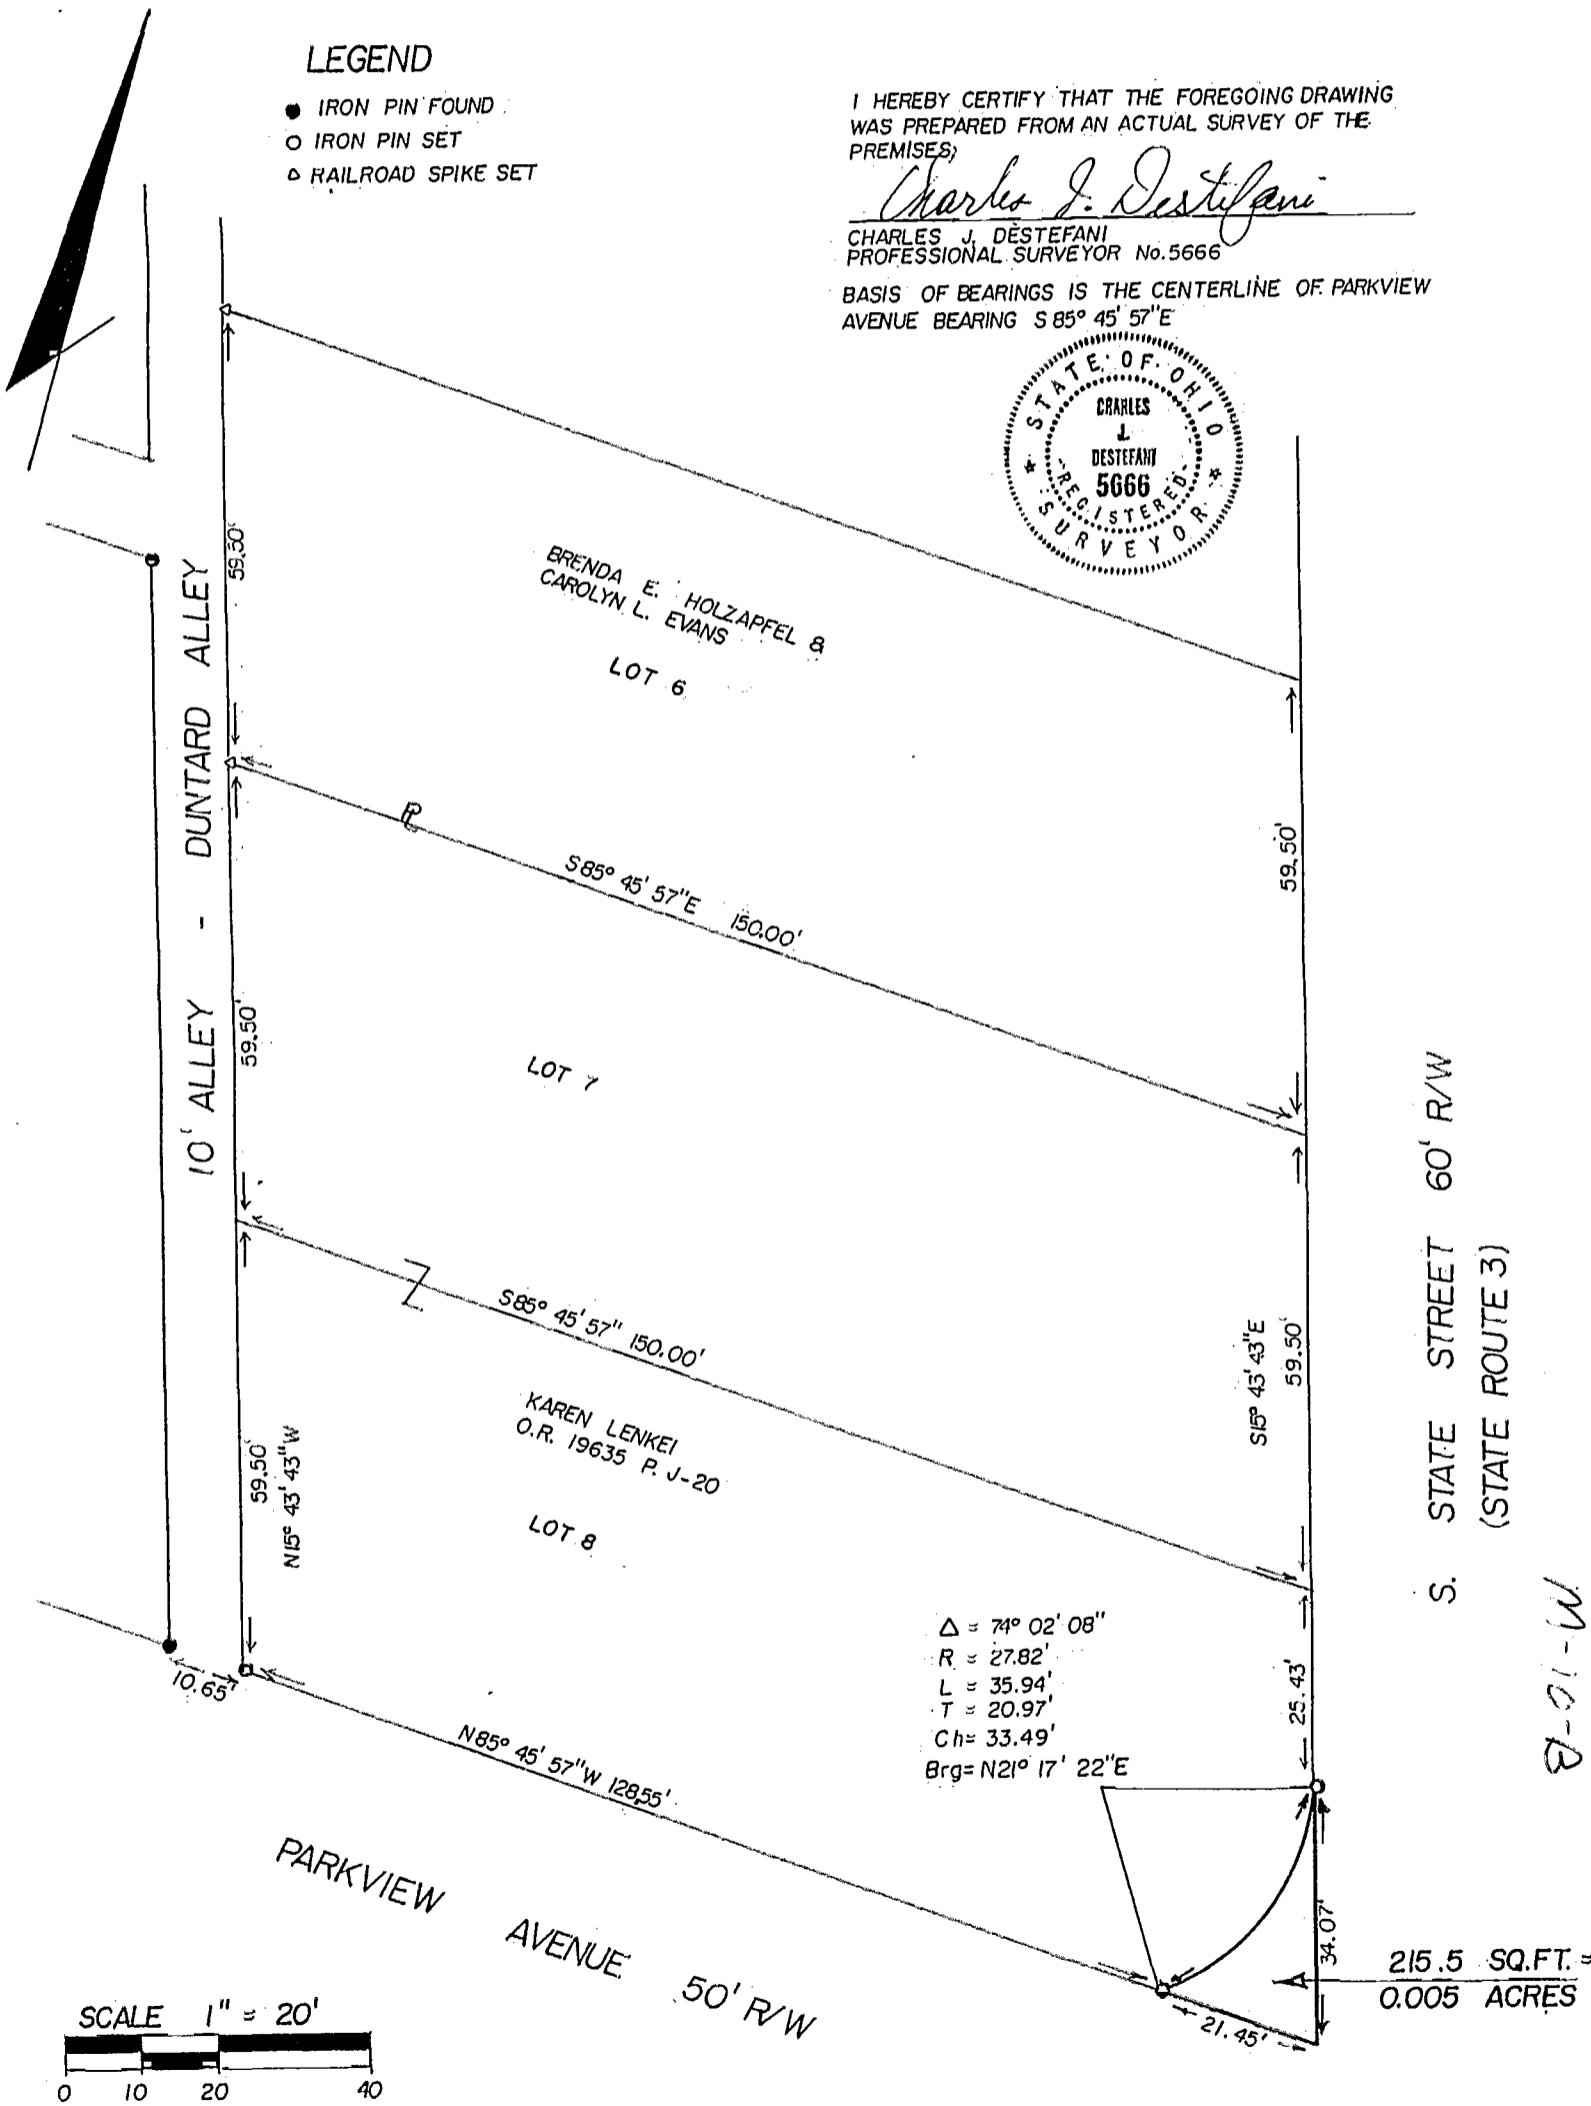 LEGEND
IRON PIN FOUND
IRON PIN SET
RAILROAD SPIKE SET
I HEREBY CERTIFY THAT THE FOREGOING DRAWING
WAS PREPARED FROM AN ACTUAL SURVEY OF THE
PREMISES;
Charles J. Destefani
CHARLES J. DESTEFANI
PROFESSIONAL SURVEYOR No. 5666
BASIS OF BEARINGS IS THE CENTERLINE OF PARKVIEW
AVENUE BEARING S 85° 45' 57" E
STATE OF OHIO
CHARLES
J.
DESTEFANI
5666
REGISTERED
SURVEYOR
59.50'
BRENDA E. HOLZAPFEL &
CAROLYN L. EVANS
LOT 6
10' ALLEY - DUNTARD ALLEY
59.50'
S 85° 45' 57" E 150.00'
59.50'
LOT 7
S 85° 45' 57" 150.00'
S 15° 43' 43" E
59.50'
S. STATE STREET 60' R/W
(STATE ROUTE 3)
KAREN LENKEI
O.R. 19635 P. J-20
LOT 8
59.50'
N 15° 43' 43" W
Δ = 74° 02' 08"
R = 27.82'
L = 35.94'
T = 20.97'
Ch = 33.49'
Brg = N 21° 17' 22" E
25.43'
M-10-B
10.65'
N 85° 45' 57" W 128.55'
PARKVIEW AVENUE 50' R/W
34.07'
215.5 SQ.FT. =
0.005 ACRES
21.45'
SCALE 1" = 20'
0 10 20 40